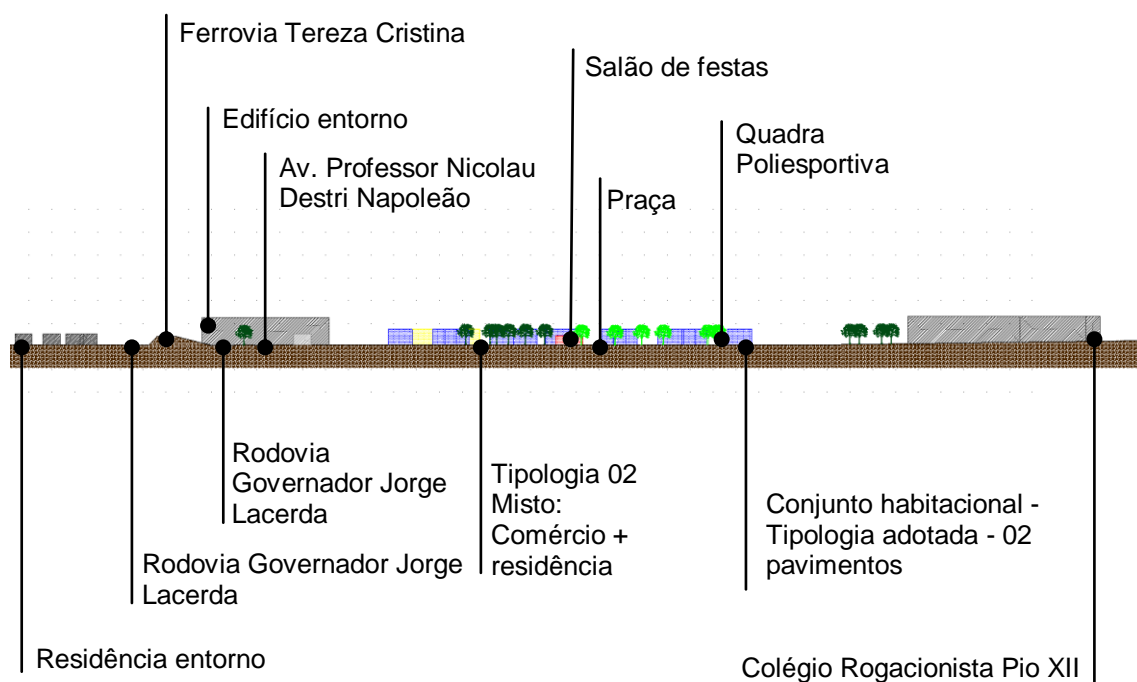 Ferrovia Tereza Cristina
Salão de festas
Edifício entorno
Quadra
Poliesportiva
Av. Professor Nicolau
Destri Napoleão
Praça
Rodovia
Governador Jorge
Lacerda
Tipologia 02
Misto:
Comércio +
residência
Conjunto habitacional -
Tipologia adotada - 02
pavimentos
Rodovia Governador Jorge
Lacerda
Residência entorno
Colégio Rogacionista Pio XII